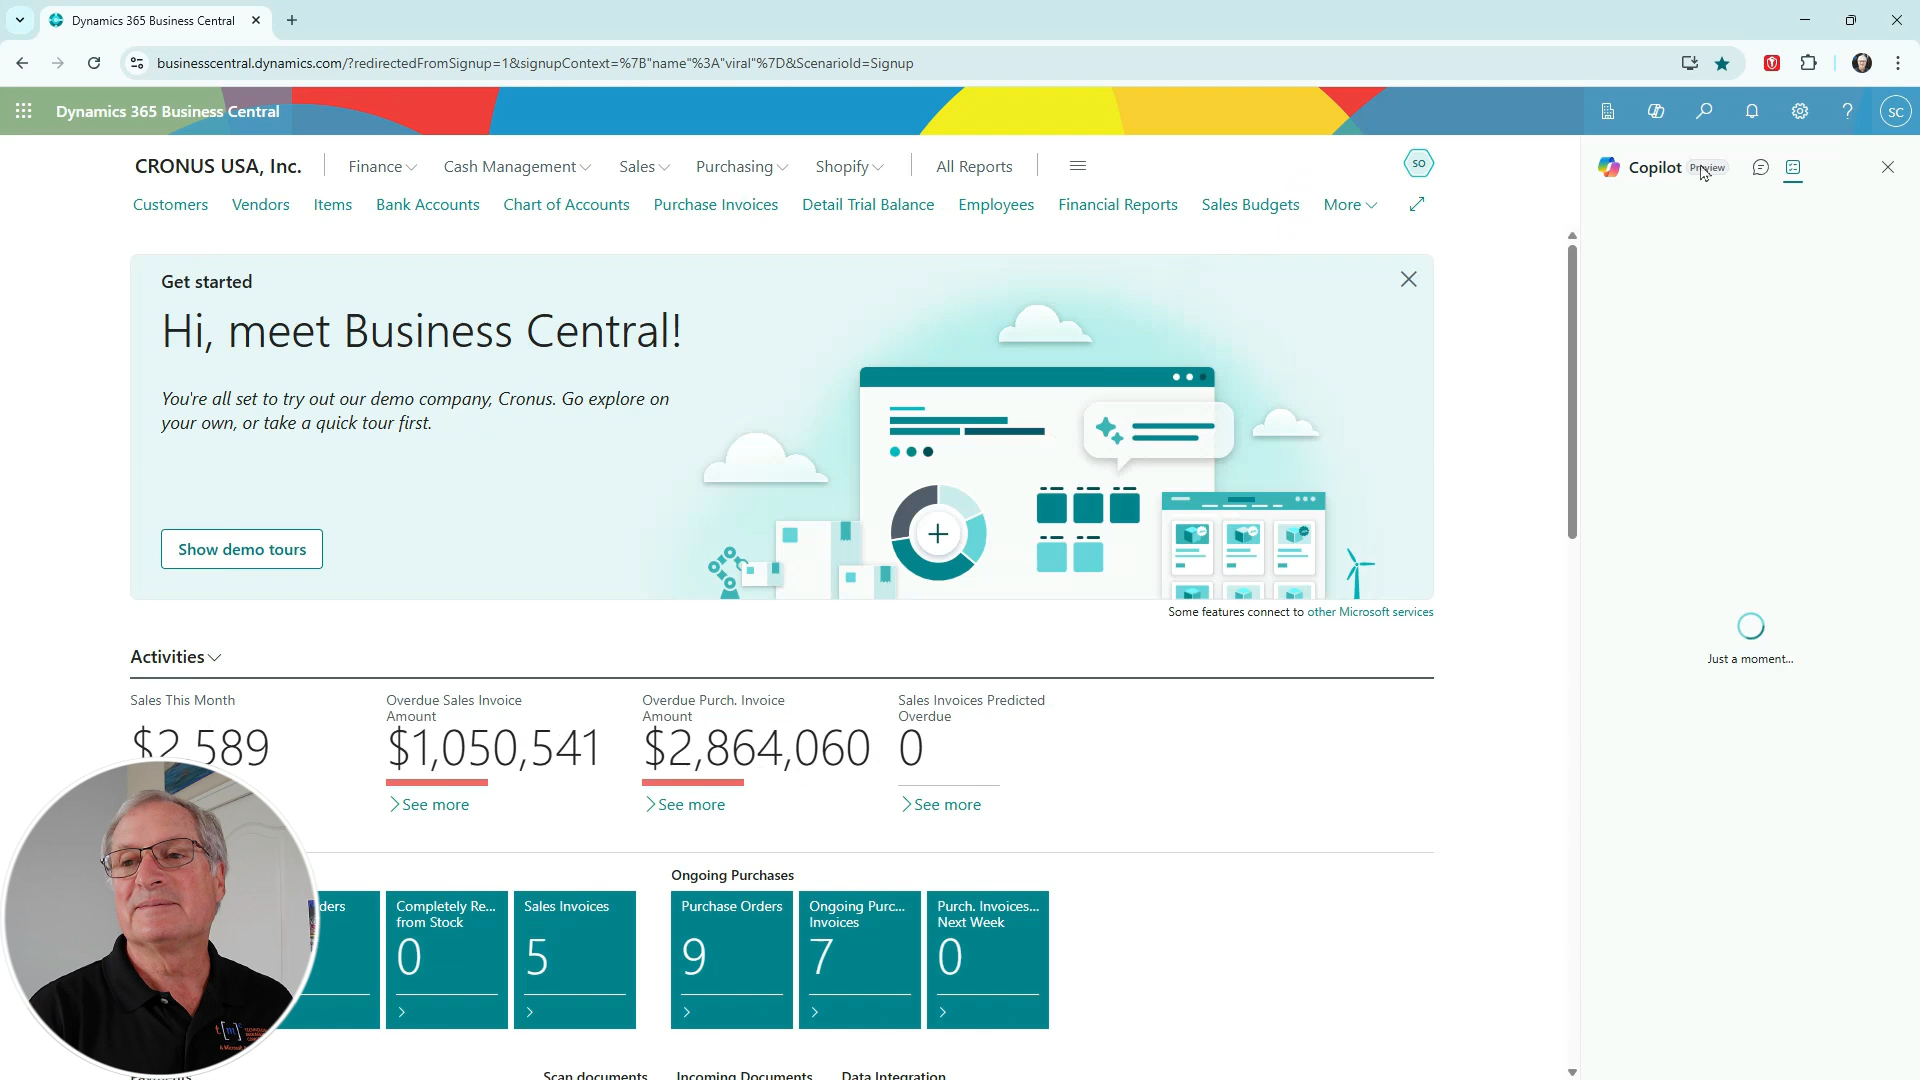 Dynamics 365 Business Central
businesscentral.dynamics.com/?redirectedFromSignup=1&signupContext=%7B"name"%3A"viral"%7D&ScenarioId=Signup
Dynamics 365 Business Central
SC
CRONUS USA, Inc.
Finance
Cash Management
Sales
Purchasing
Shopify
All Reports
SO
Copilot
Preview
Customers
Vendors
Items
Bank Accounts
Chart of Accounts
Purchase Invoices
Detail Trial Balance
Employees
Financial Reports
Sales Budgets
More
Get started
Hi, meet Business Central!
You're all set to try out our demo company, Cronus. Go explore on
your own, or take a quick tour first.
Show demo tours
Some features connect to other Microsoft services
Just a moment...
Activities
Sales This Month
$2,589
Overdue Sales Invoice
Amount
$1,050,541
See more
Overdue Purch. Invoice
Amount
$2,864,060
See more
Sales Invoices Predicted
Overdue
0
See more
Ongoing Purchases
ders
Completely Re...
from Stock
0
Sales Invoices
5
Purchase Orders
9
Ongoing Purc...
Invoices
7
Purch. Invoices...
Next Week
0
Payments
Scan documents
Incoming Documents
Data Integration